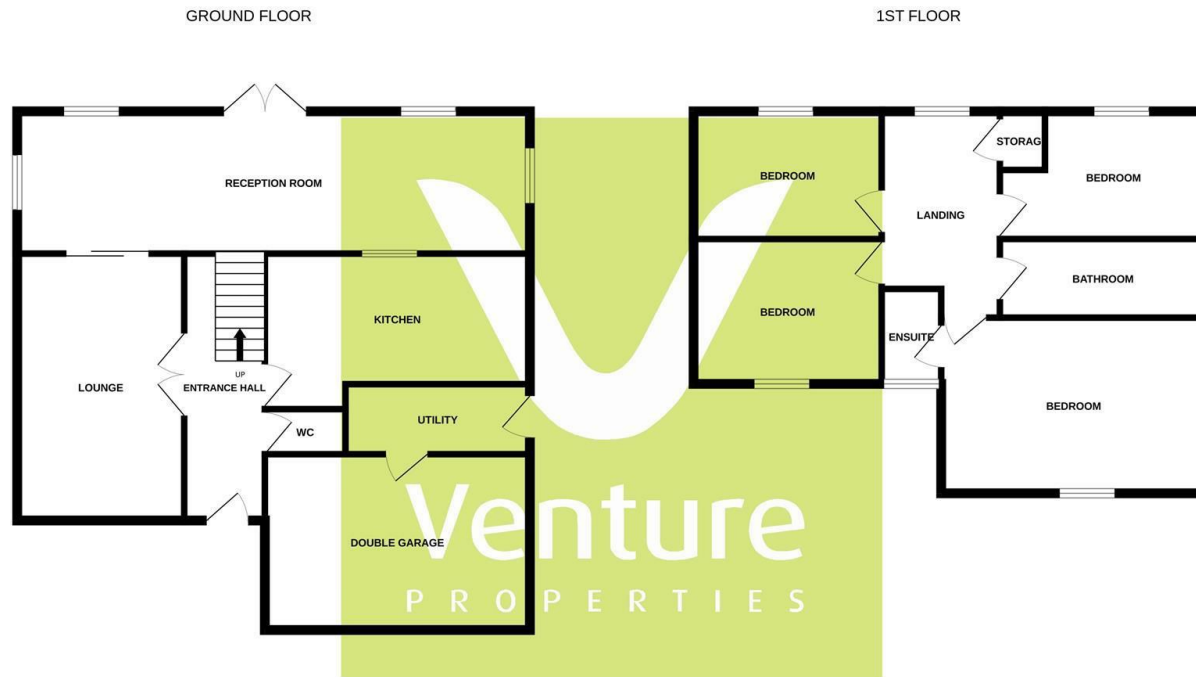 GROUND FLOOR
RECEPTION ROOM
KITCHEN
LOUNGE
UP
ENTRANCE HALL
WC
UTILITY
DOUBLE GARAGE
1ST FLOOR
BEDROOM
STORAG
BEDROOM
LANDING
BATHROOM
BEDROOM
ENSUITE
BEDROOM
Venture
PROPERTIES